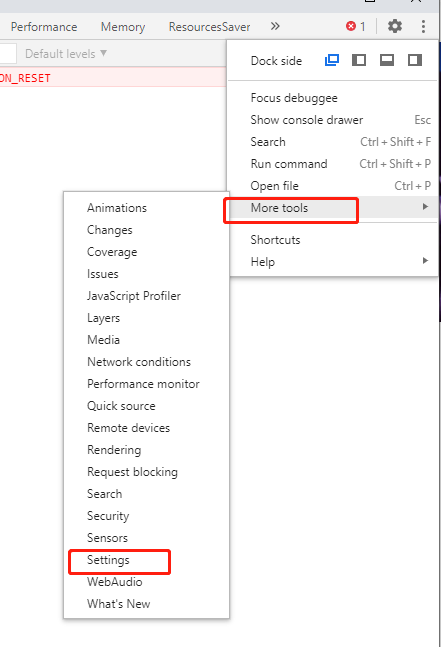 Performance Memory ResourcesSaver » 1
Default levels ▼
ON_RESET
Dock side
Focus debuggee
Show console drawer Esc
Search Ctrl + Shift + F
Run command Ctrl + Shift + P
Open file Ctrl + P
More tools
Shortcuts
Help
Animations
Changes
Coverage
Issues
JavaScript Profiler
Layers
Media
Network conditions
Performance monitor
Quick source
Remote devices
Rendering
Request blocking
Search
Security
Sensors
Settings
WebAudio
What's New